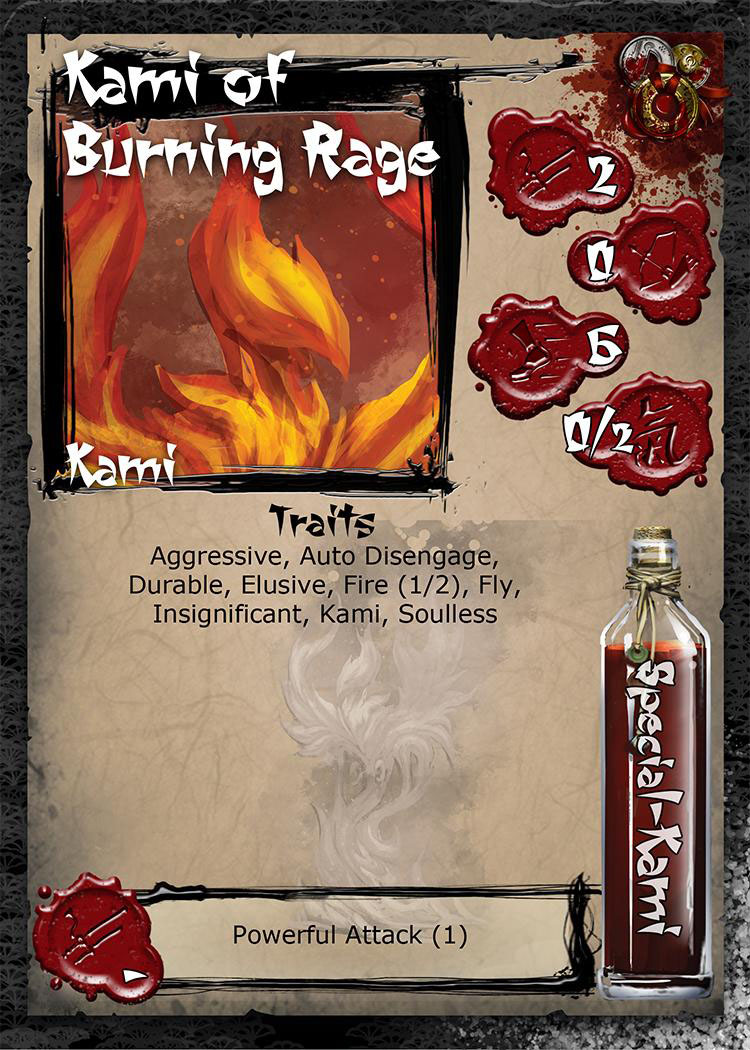 Kami of
Burning Rage
2
0
6
0/2
Kami
Traits
Aggressive, Auto Disengage,
Durable, Elusive, Fire (1/2), Fly,
Insignificant, Kami, Soulless
Special-Kami
Powerful Attack (1)